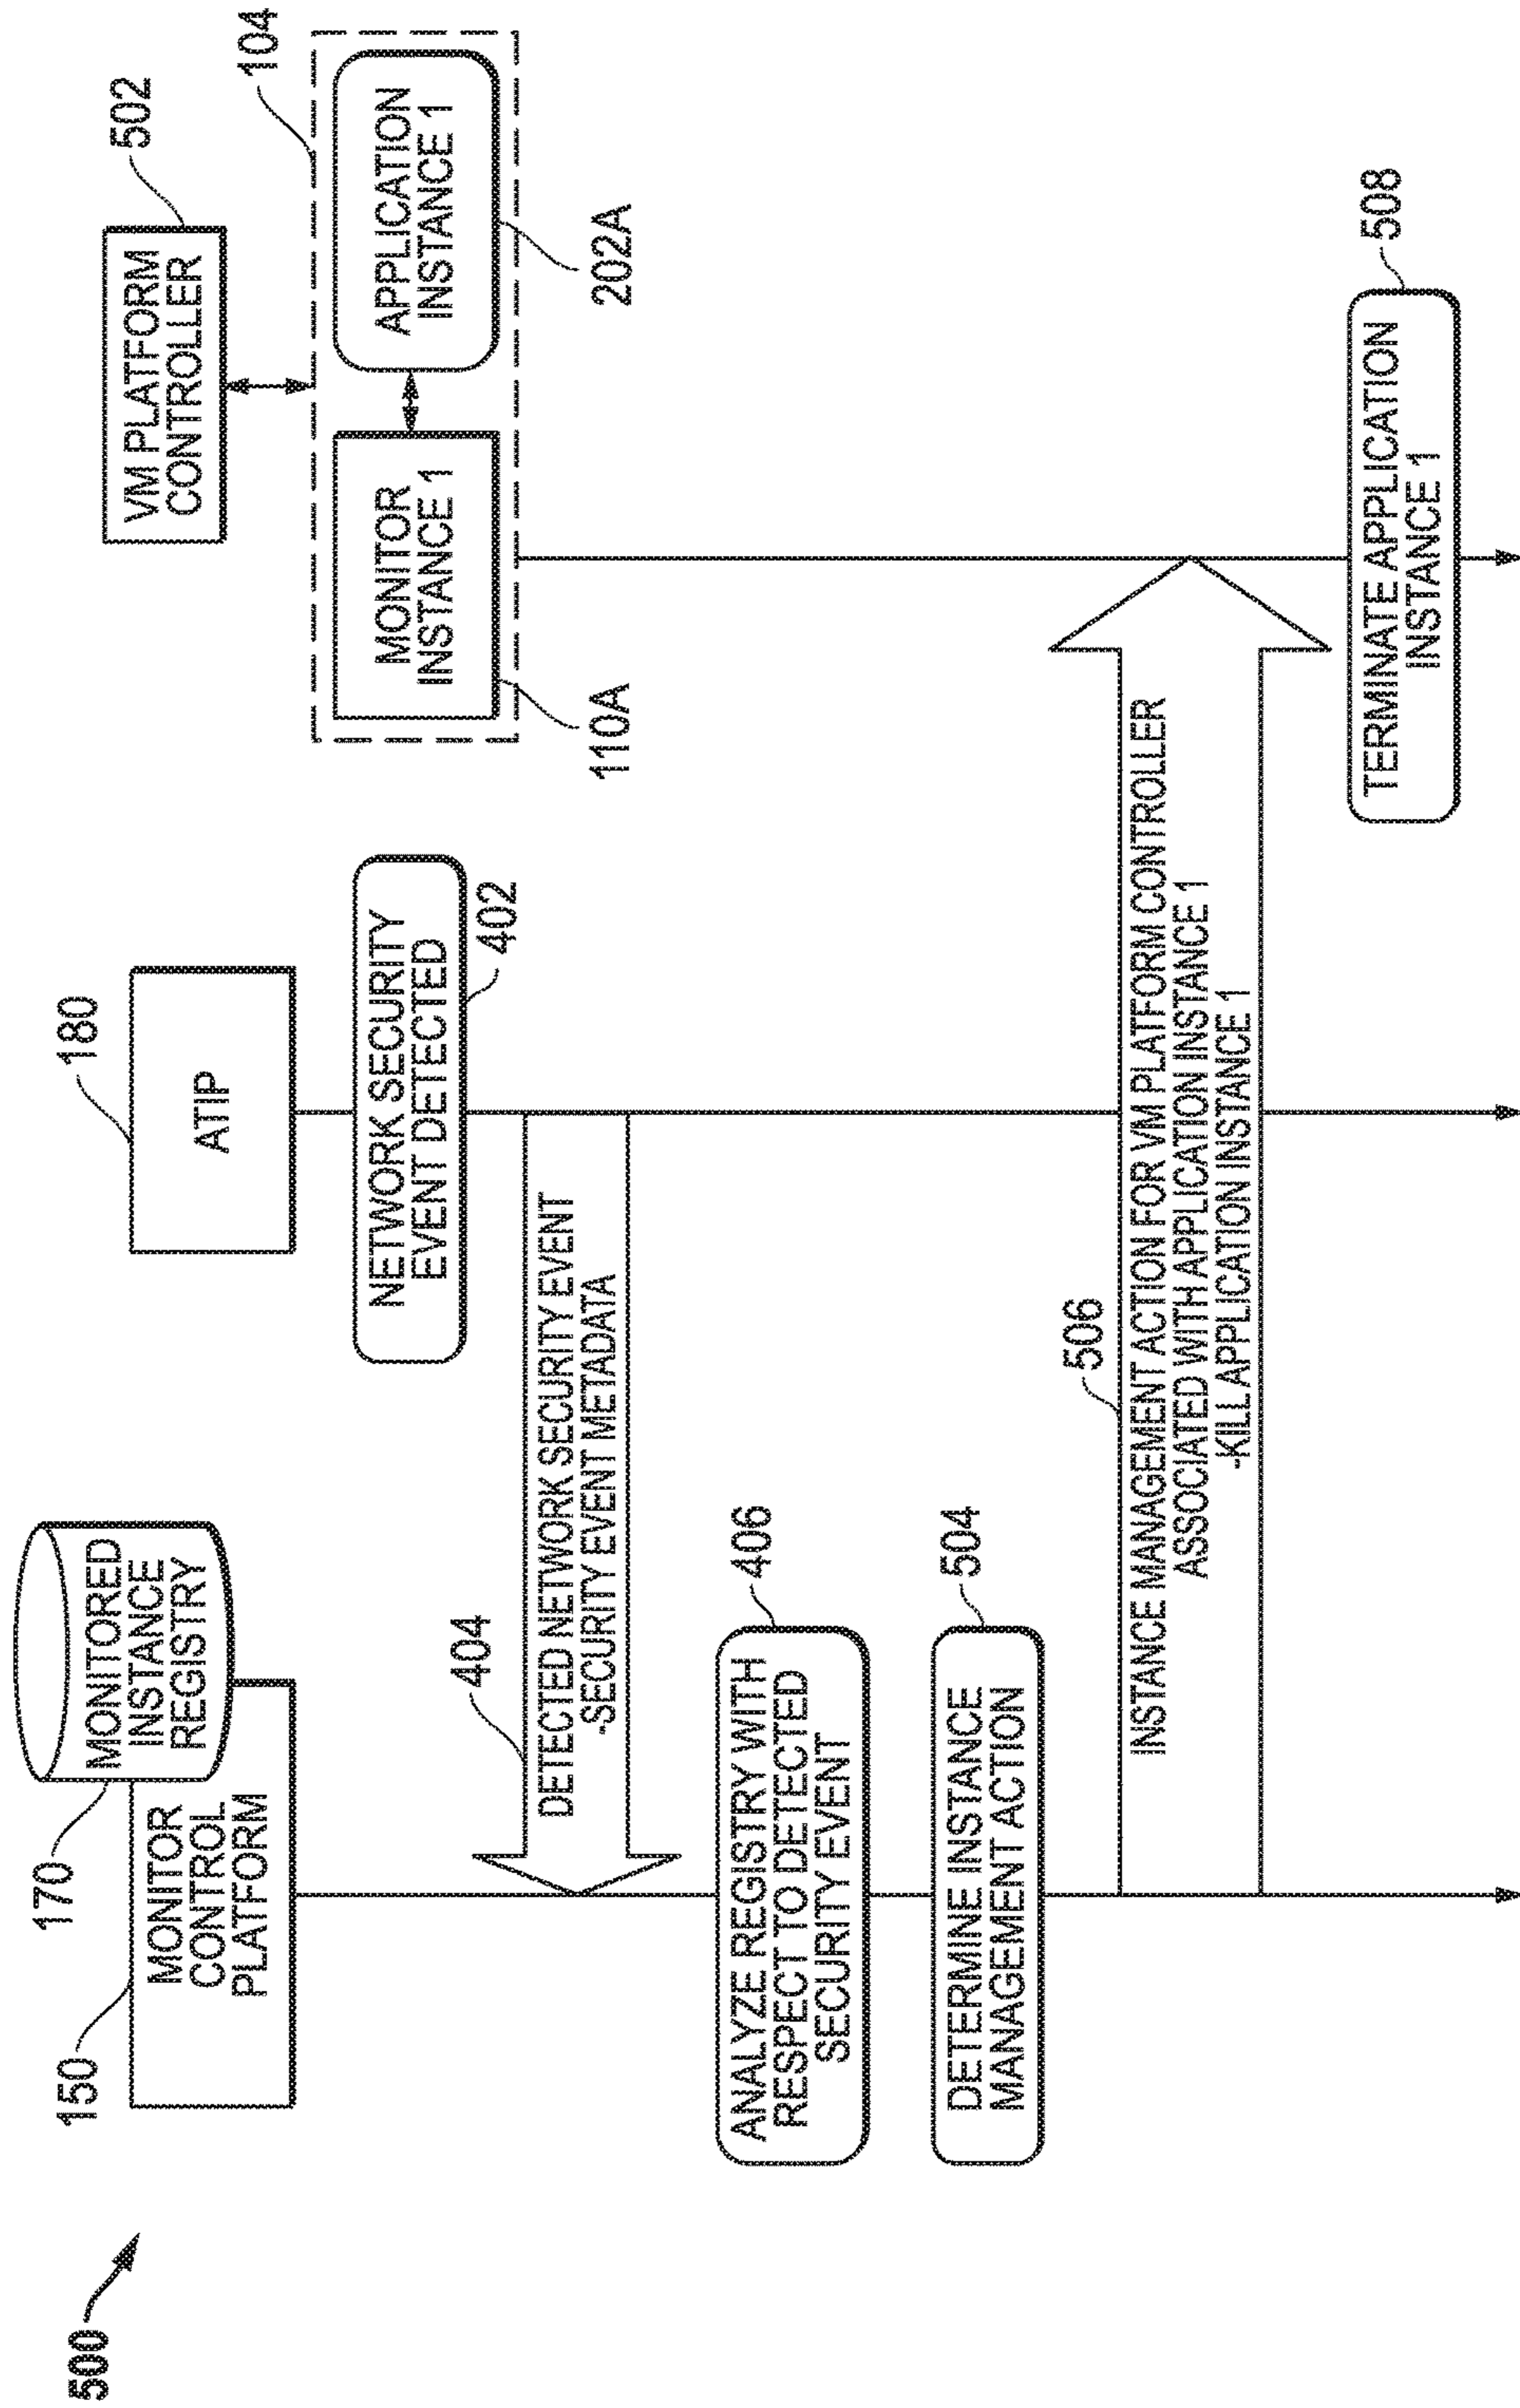 500
150
MONITOR
CONTROL
PLATFORM
170
MONITORED
INSTANCE
REGISTRY
180
ATIP
502
VM PLATFORM
CONTROLLER
104
MONITOR
INSTANCE 1
110A
APPLICATION
INSTANCE 1
202A
NETWORK SECURITY
EVENT DETECTED
402
404
DETECTED NETWORK SECURITY EVENT
-SECURITY EVENT METADATA
ANALYZE REGISTRY WITH
RESPECT TO DETECTED
SECURITY EVENT
406
DETERMINE INSTANCE
MANAGEMENT ACTION
504
506
INSTANCE MANAGEMENT ACTION FOR VM PLATFORM CONTROLLER
ASSOCIATED WITH APPLICATION INSTANCE 1
-KILL APPLICATION INSTANCE 1
TERMINATE APPLICATION
INSTANCE 1
508